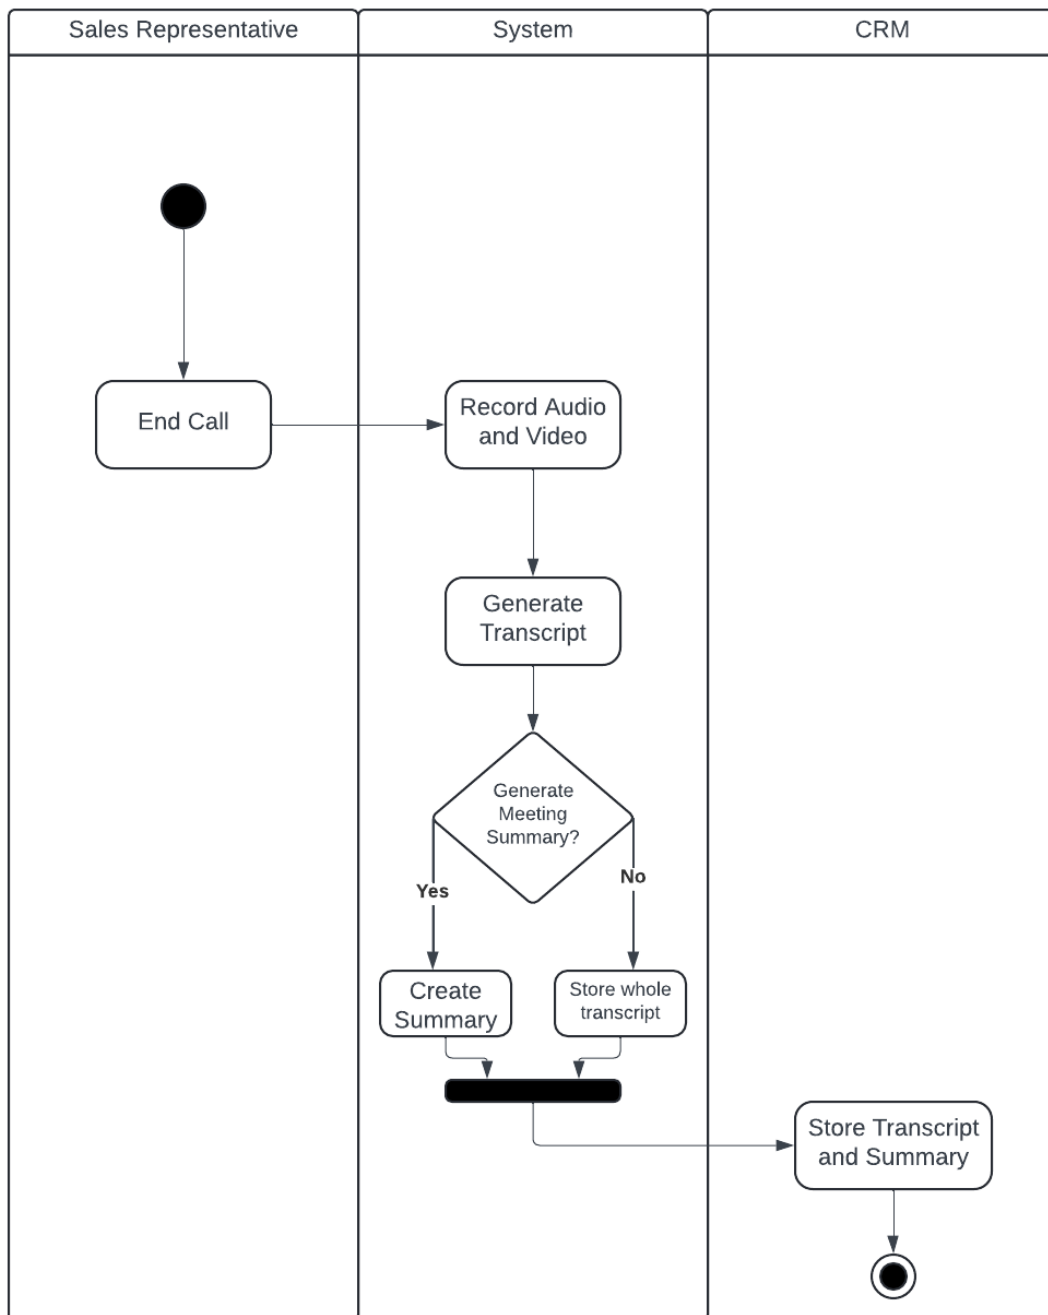 Sales Representative
System
CRM
End Call
Record Audio
and Video
Generate
Transcript
Generate
Meeting
Summary?
Yes
No
Create
Summary
Store whole
transcript
Store Transcript
and Summary